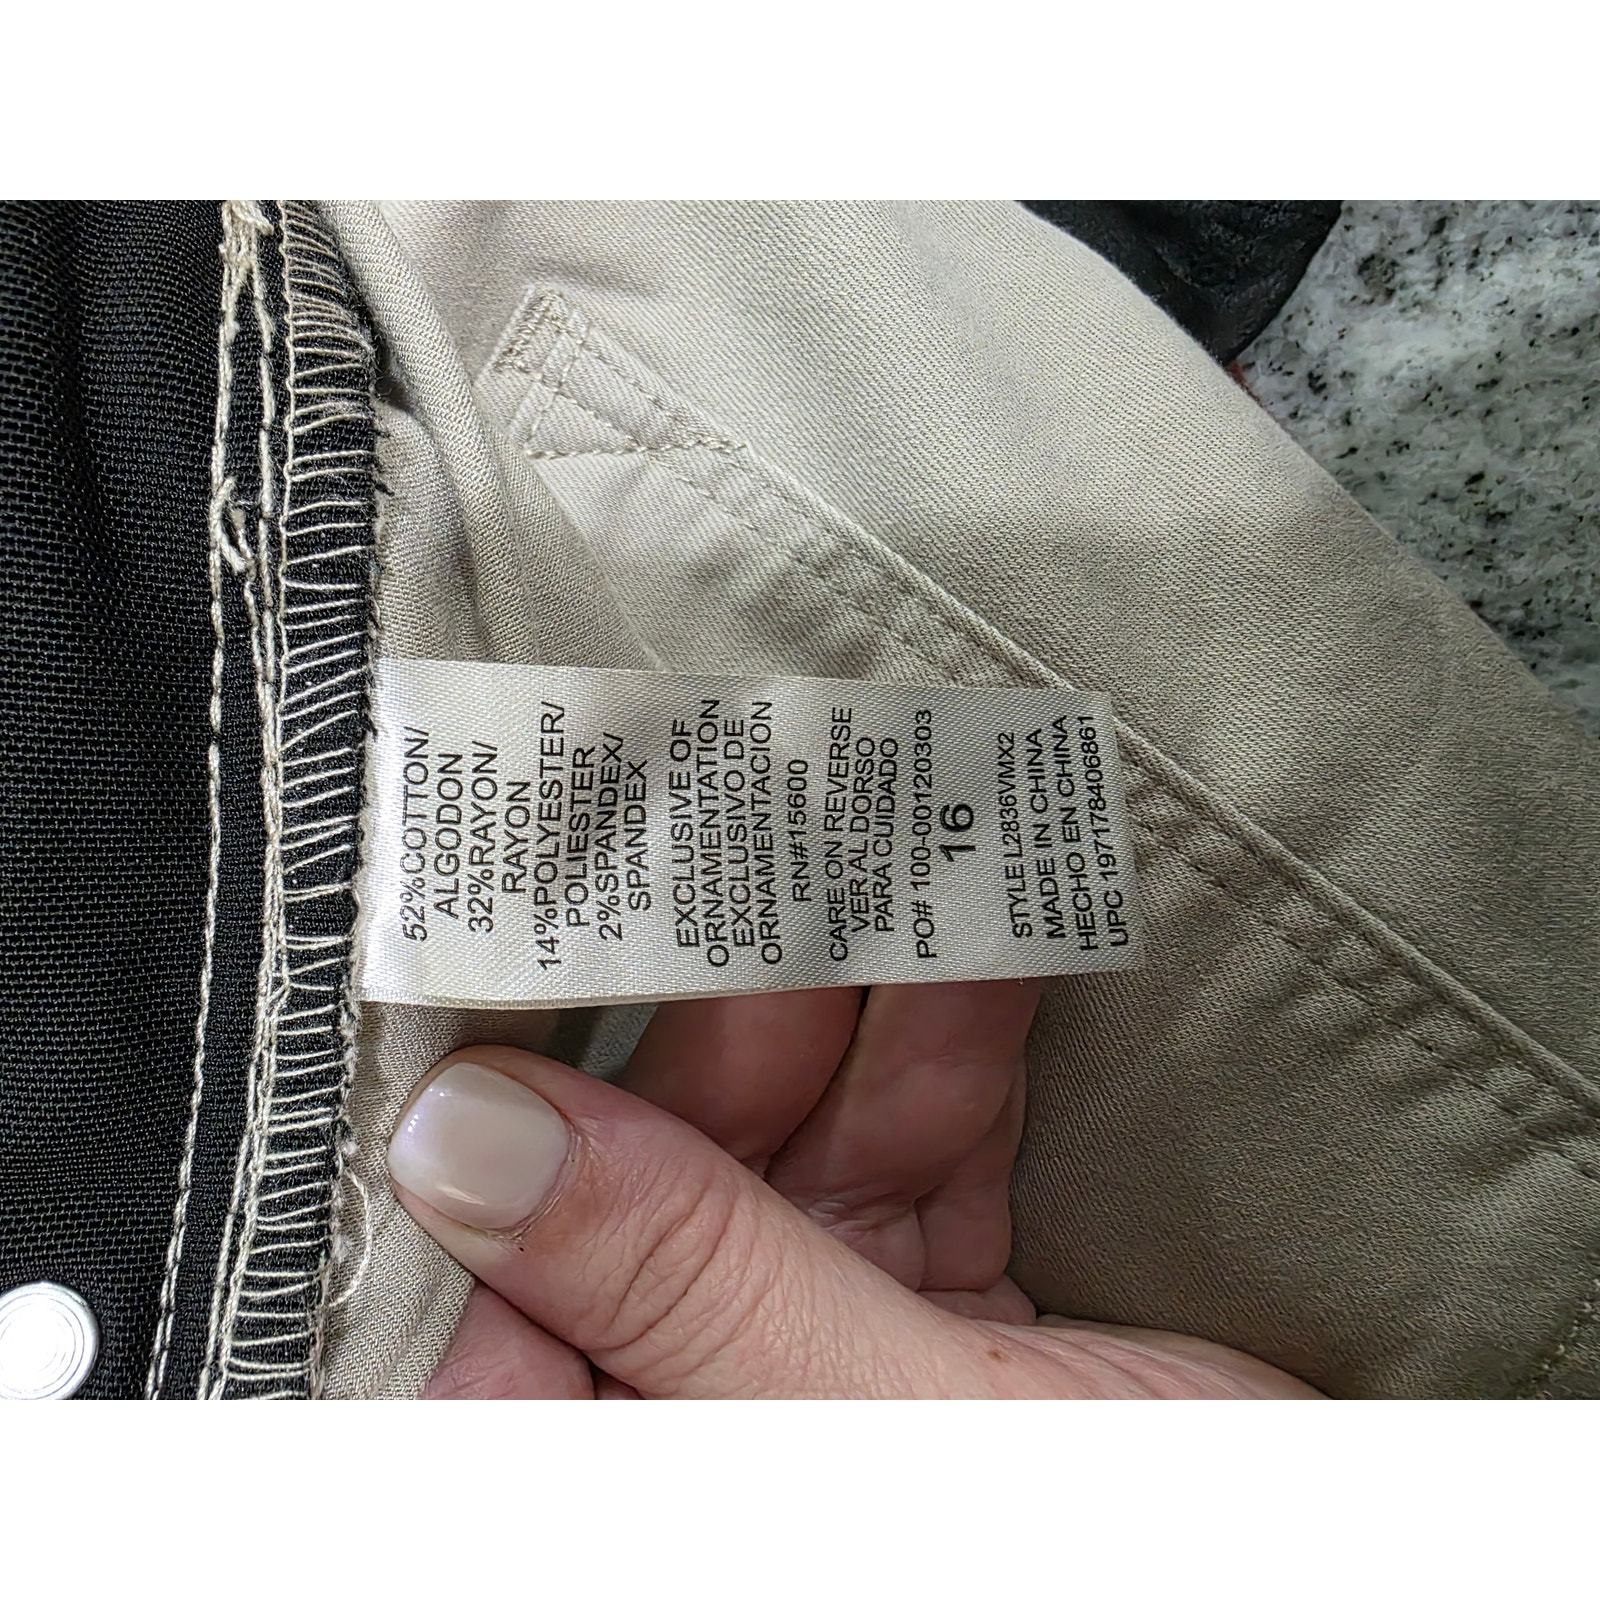 52%COTTON/
ALGODON
32%RAYON/
RAYON
14%POLYESTER/
POLIESTER
2%SPANDEX/
SPANDEX
EXCLUSIVE OF
ORNAMENTATION
EXCLUSIVO DE
ORNAMENTACION
RN#15600
CARE ON REVERSE
VER AL DORSO
PARA CUIDADO
PO# 100-000120303
16
STYLE L2836VMX2
MADE IN CHINA
HECHO EN CHINA
UPC 197178406861